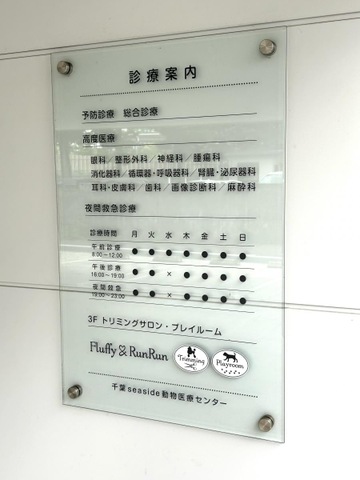 診療案内
予防診療 総合診療
高度医療
眼科／整形外科／神経科／腫瘍科
消化器科／循環器・呼吸器科／腎臓・泌尿器科
耳科・皮膚科／歯科／画像診断科／麻酔科
夜間救急診療
診療時間 月 火 水 木 金 土 日
午前診療 ● ● ● ● ● ● ●
9:00〜12:00
午後診療 ● ● × ● ● ● ●
16:00〜19:00
夜間救急 ● ● × ● ● ● ●
19:00〜23:00
3F トリミングサロン・プレイルーム
Fluffy & RunRun Trimming Playroom
千葉seaside動物医療センター